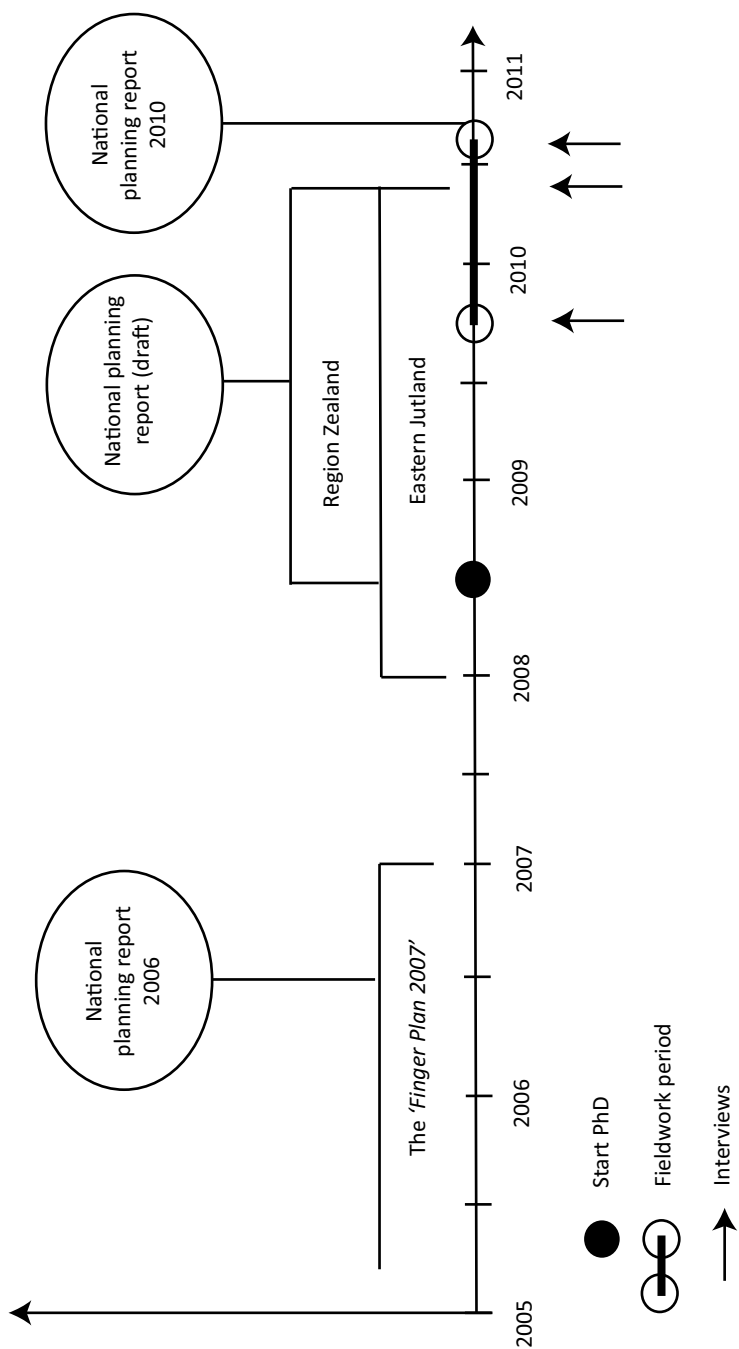 National
planning report
2006
National planning
report (draft)
National
planning report
2010
The ‘Finger Plan 2007’
Region Zealand
Eastern Jutland
2005
2006
2007
2008
2009
2010
2011
Start PhD
Fieldwork period
Interviews